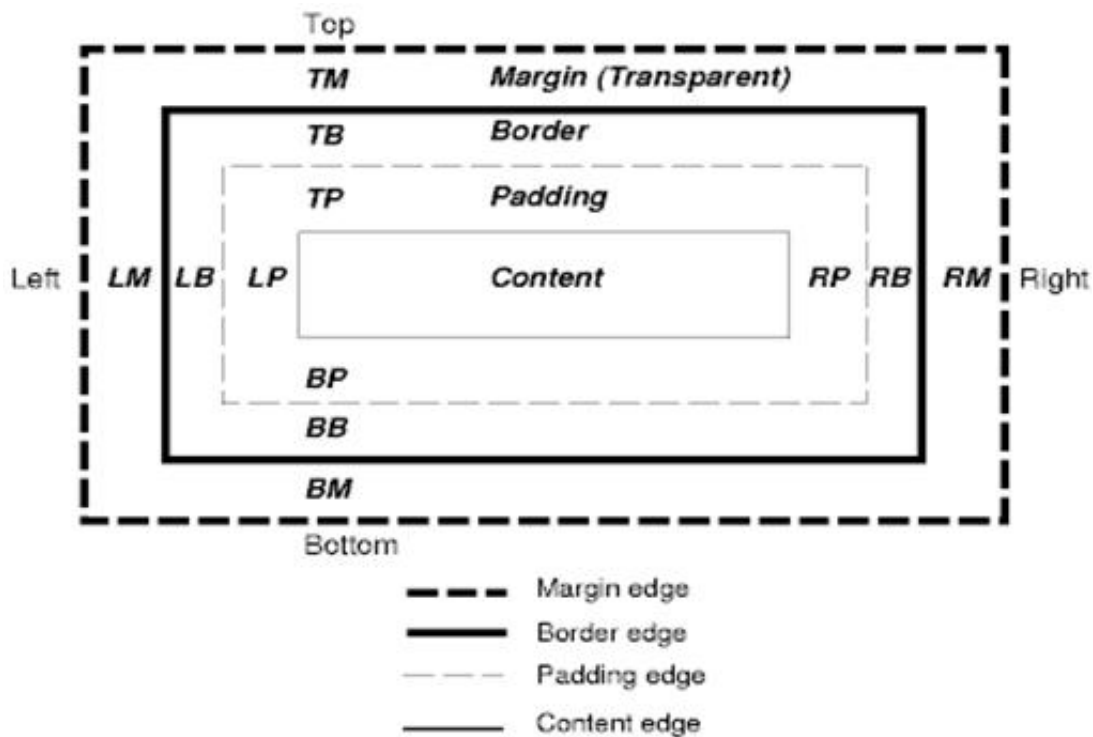 Top
TM Margin (Transparent)
TB Border
TP Padding
Left LM LB LP Content RP RB RM Right
BP
BB
BM
Bottom
Margin edge
Border edge
Padding edge
Content edge